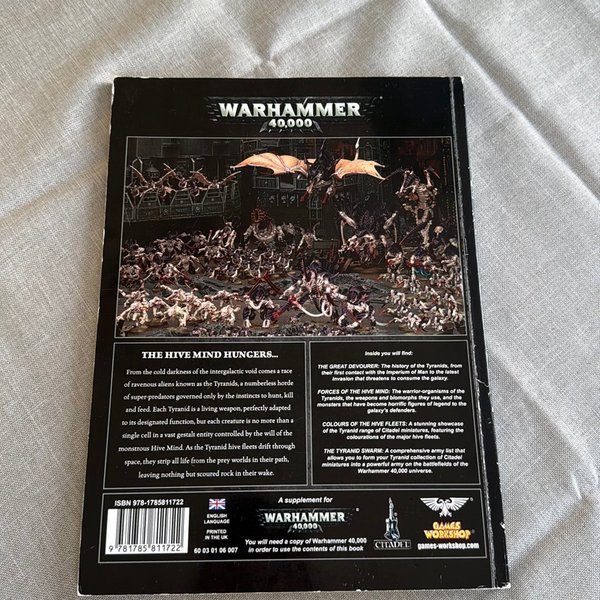 WARHAMMER
40,000
THE HIVE MIND HUNGERS...
From the cold darkness of the intergalactic void comes a race
of ravenous aliens known as the Tyranids, a numberless horde
of super-predators governed only by the instincts to hunt, kill
and feed. Each Tyranid is a living weapon, perfectly adapted
to its designated function, but each creature is no more than a
single cell in a vast gestalt entity controlled by the will of the
monstrous Hive Mind. As the Tyranid hive fleets drift through
space, they strip all life from the prey worlds in their path,
leaving nothing but scoured rock in their wake.
Inside you will find:
THE GREAT DEVOURER: The history of the Tyranids, from
their first contact with the Imperium of Man to the latest
invasion that threatens to consume the galaxy.
FORCES OF THE HIVE MIND: The warrior-organisms of the
Tyranids, the weapons and biomorphs they use, and the
monsters that have become horrific figures of legend to the
galaxy's defenders.
COLOURS OF THE HIVE FLEETS: A stunning showcase
of the Tyranid range of Citadel miniatures, featuring
the colourations of the major hive fleets.
THE TYRANID SWARM: A comprehensive army list that
allows you to form your Tyranid collection of Citadel
miniatures into a powerful army on the battlefields of the
Warhammer 40,000 universe.
ISBN 978-1785811722
9 781785 811722
ENGLISH
LANGUAGE
PRINTED
IN THE UK
60 03 01 06 007
A supplement for
WARHAMMER
40,000
You will need a copy of Warhammer 40,000
in order to use the contents of this book
CITADEL
GAMES
WORKSHOP
games-workshop.com